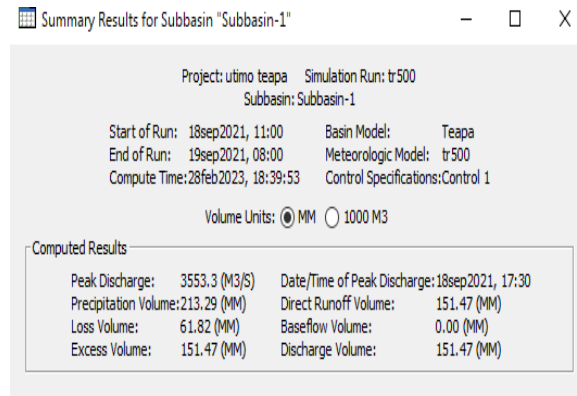 Summary Results for Subbasin "Subbasin-1"
Project: utimo teapa Simulation Run: tr500
Subbasin: Subbasin-1
Start of Run: 18sep2021, 11:00 Basin Model: Teapa
End of Run: 19sep2021, 08:00 Meteorologic Model: tr500
Compute Time:28feb2023, 18:39:53 Control Specifications:Control 1
Volume Units: MM 1000 M3
Computed Results
Peak Discharge: 3553.3 (M3/S) Date/Time of Peak Discharge:18sep2021, 17:30
Precipitation Volume:213.29 (MM) Direct Runoff Volume: 151.47 (MM)
Loss Volume: 61.82 (MM) Baseflow Volume: 0.00 (MM)
Excess Volume: 151.47 (MM) Discharge Volume: 151.47 (MM)